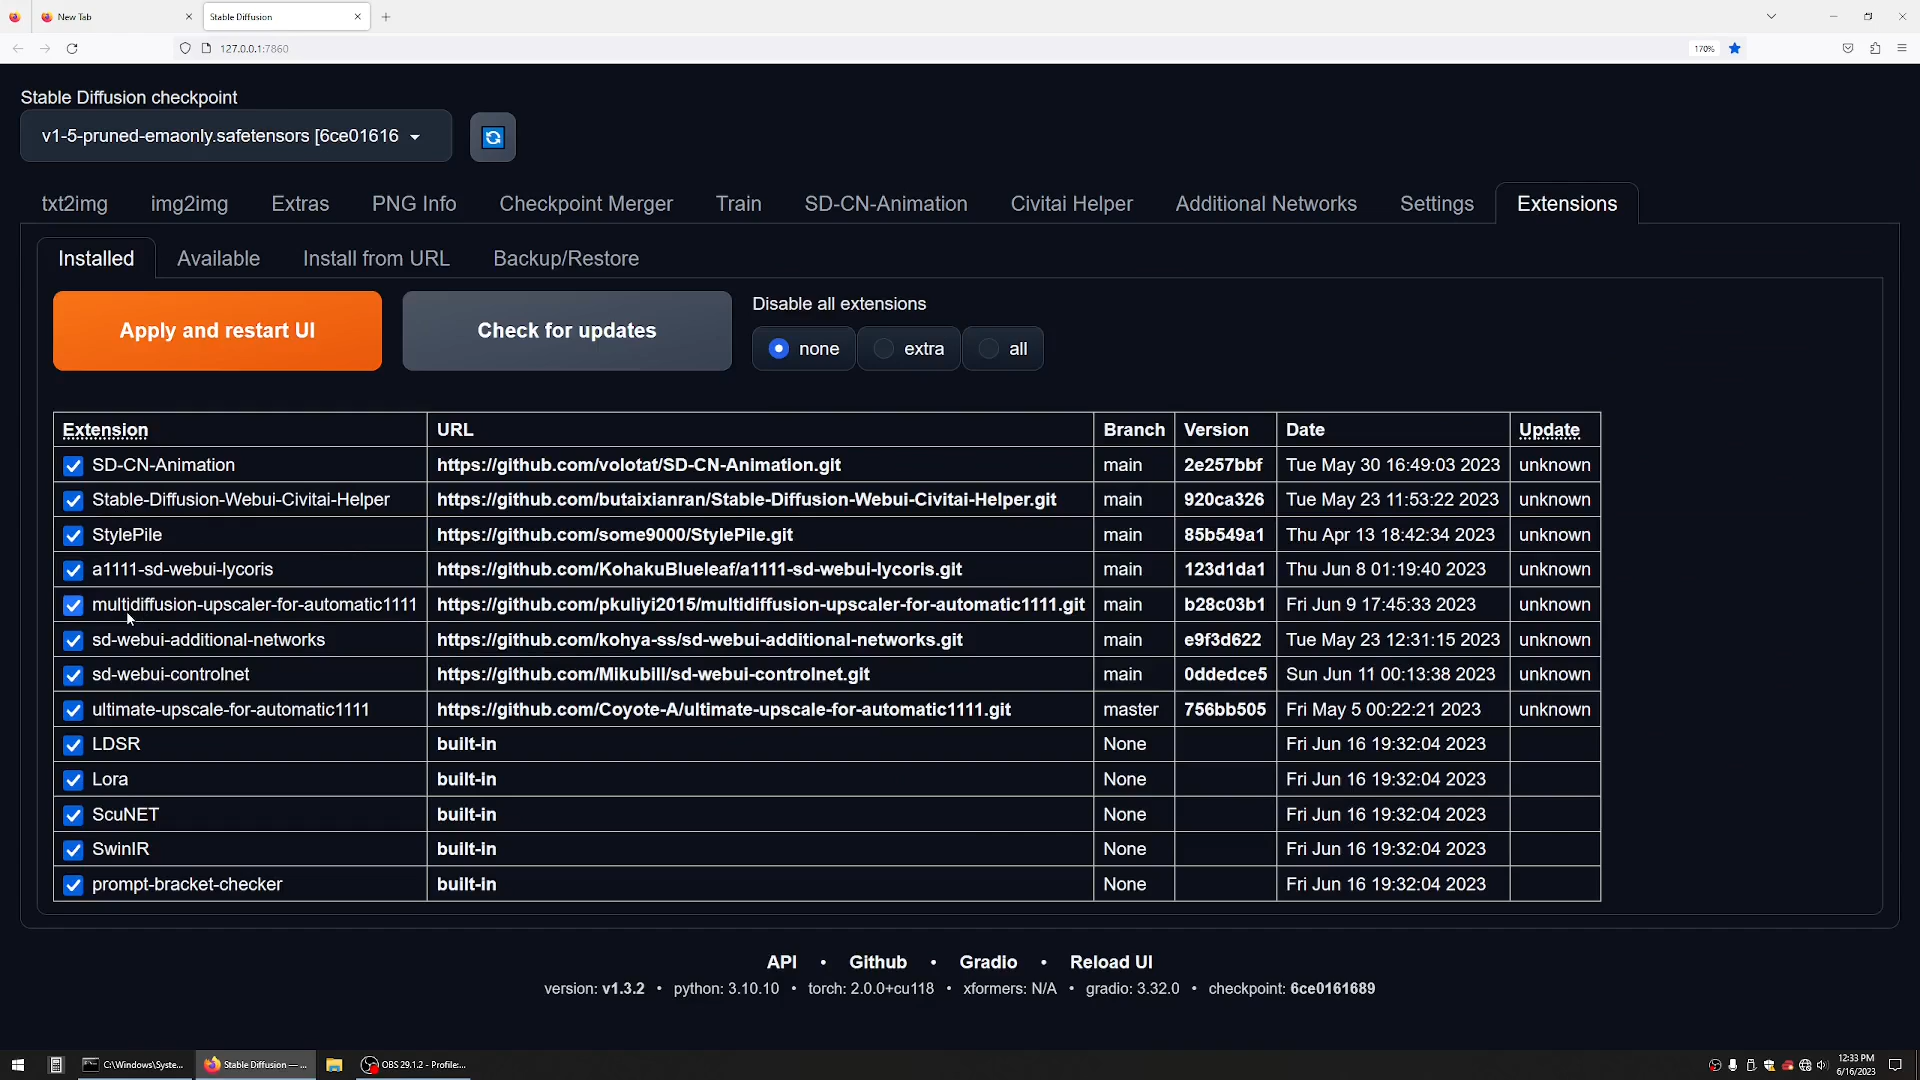 New Tab
Stable Diffusion
127.0.0.1:7860
170%
Stable Diffusion checkpoint
v1-5-pruned-emaonly.safetensors [6ce01616
txt2img img2img Extras PNG Info Checkpoint Merger Train SD-CN-Animation Civitai Helper Additional Networks Settings Extensions
Installed Available Install from URL Backup/Restore
Apply and restart UI
Check for updates
Disable all extensions
none extra all
Extension URL Branch Version Date Update
SD-CN-Animation https://github.com/volotat/SD-CN-Animation.git main 2e257bbf Tue May 30 16:49:03 2023 unknown
Stable-Diffusion-Webui-Civitai-Helper https://github.com/butaixianran/Stable-Diffusion-Webui-Civitai-Helper.git main 920ca326 Tue May 23 11:53:22 2023 unknown
StylePile https://github.com/some9000/StylePile.git main 85b549a1 Thu Apr 13 18:42:34 2023 unknown
a1111-sd-webui-lycoris https://github.com/KohakuBlueleaf/a1111-sd-webui-lycoris.git main 123d1da1 Thu Jun 8 01:19:40 2023 unknown
multidiffusion-upscaler-for-automatic1111 https://github.com/pkuliyi2015/multidiffusion-upscaler-for-automatic1111.git main b28c03b1 Fri Jun 9 17:45:33 2023 unknown
sd-webui-additional-networks https://github.com/kohya-ss/sd-webui-additional-networks.git main e9f3d622 Tue May 23 12:31:15 2023 unknown
sd-webui-controlnet https://github.com/Mikubill/sd-webui-controlnet.git main 0ddedce5 Sun Jun 11 00:13:38 2023 unknown
ultimate-upscale-for-automatic1111 https://github.com/Coyote-A/ultimate-upscale-for-automatic1111.git master 756bb505 Fri May 5 00:22:21 2023 unknown
LDSR built-in None Fri Jun 16 19:32:04 2023
Lora built-in None Fri Jun 16 19:32:04 2023
ScuNET built-in None Fri Jun 16 19:32:04 2023
SwinIR built-in None Fri Jun 16 19:32:04 2023
prompt-bracket-checker built-in None Fri Jun 16 19:32:04 2023
API • Github • Gradio • Reload UI
version: v1.3.2 • python: 3.10.10 • torch: 2.0.0+cu118 • xformers: N/A • gradio: 3.32.0 • checkpoint: 6ce0161689
C:\Windows\Syste...
Stable Diffusion — ...
OBS 29.1.2 - Profile:...
12:33 PM
6/16/2023